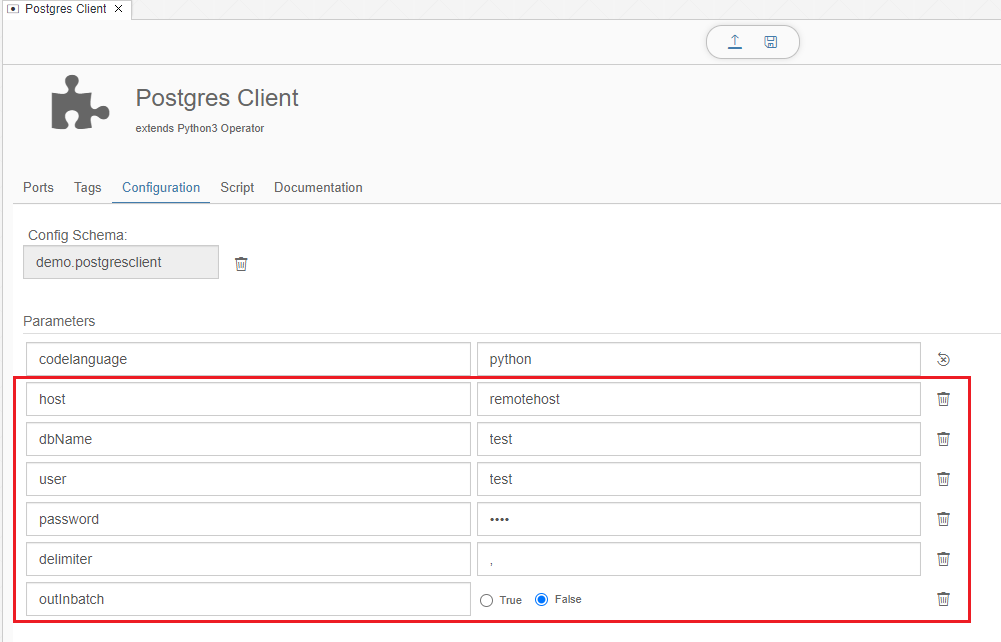 Postgres Client
Postgres Client
extends Python3 Operator
Ports Tags Configuration Script Documentation
Config Schema:
demo.postgresclient
Parameters
codelanguage python
host remotehost
dbName test
user test
password ••••
delimiter ,
outInbatch True False